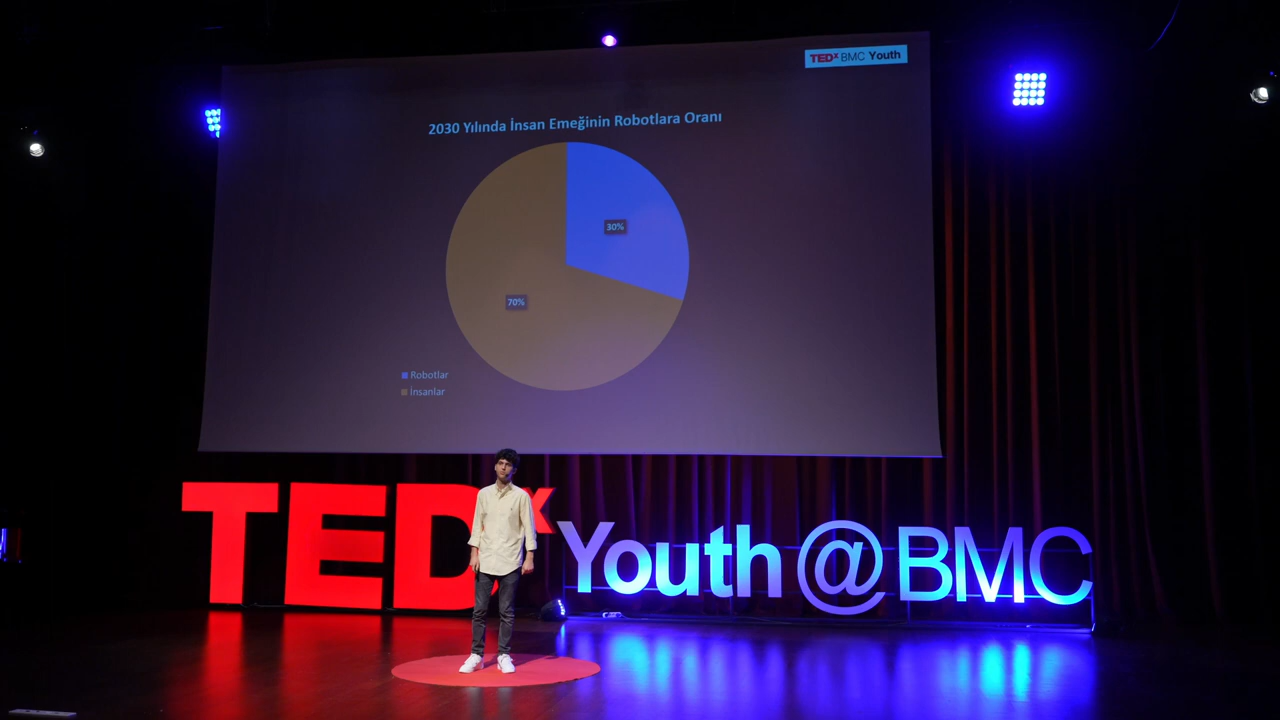 TEDx BMC Youth
2030 Yılında İnsan Emeğinin Robotlara Oranı
30%
70%
Robotlar
İnsanlar
TEDx Youth@BMC